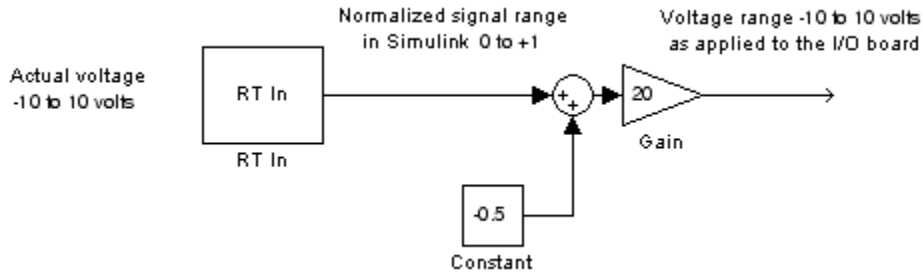 Normalized signal range
in Simulink 0 to +1
Voltage range -10 to 10 volts
as applied to the I/O board
Actual voltage
-10 to 10 volts
RT In
RT In
+
+
20
Gain
-0.5
Constant